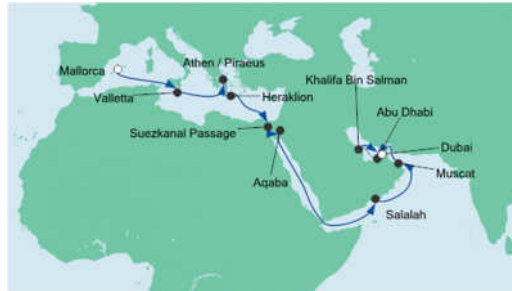 Mallorca
Athen / Piraeus
Khalifa Bin Salman
Valletta
Heraklion
Abu Dhabi
Suezkanal Passage
Dubai
Aqaba
Muscat
Salalah